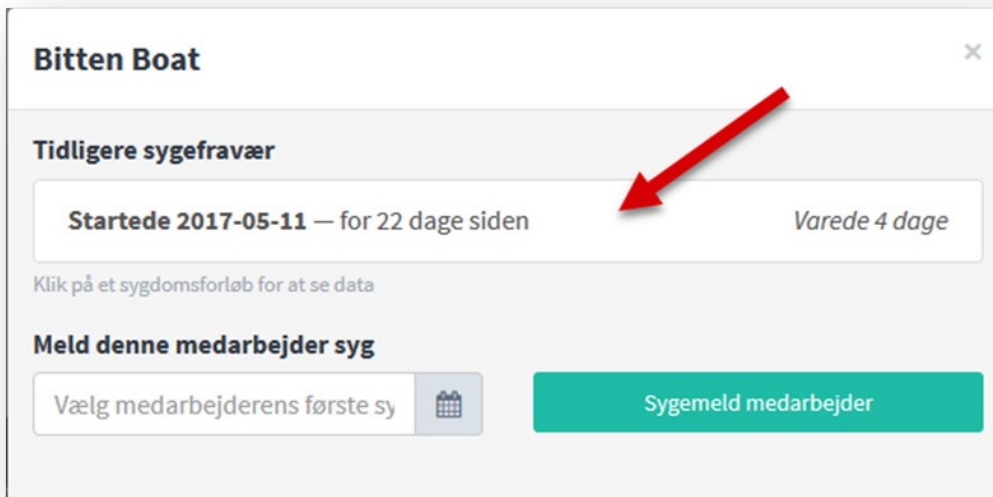 Bitten Boat
Tidligere sygefravær
Startede 2017-05-11 — for 22 dage siden Varede 4 dage
Klik på et sygdomsforløb for at se data
Meld denne medarbejder syg
Vælg medarbejderens første sy Sygemeld medarbejder